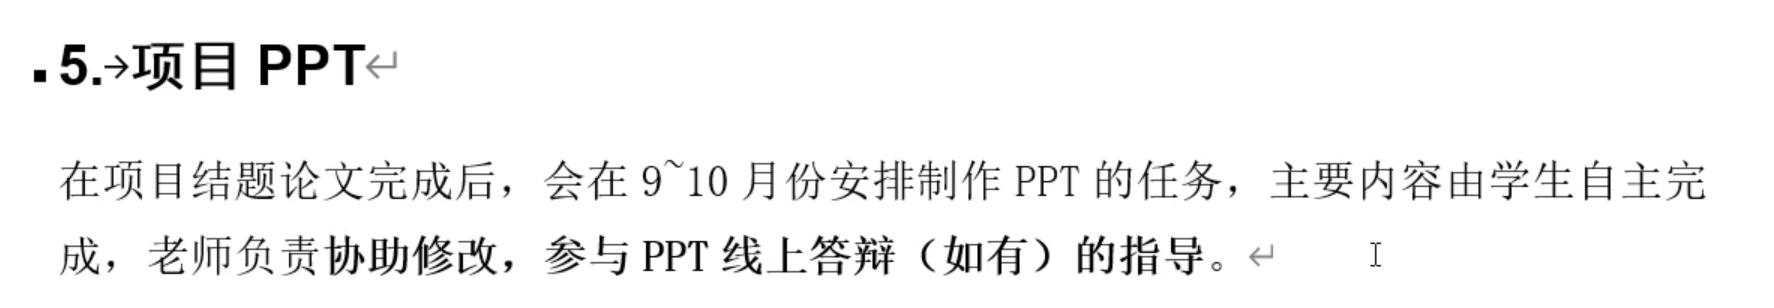 5.→项目 PPT↵
在项目结题论文完成后，会在 9~10 月份安排制作 PPT 的任务，主要内容由学生自主完
成，老师负责协助修改，参与 PPT 线上答辩（如有）的指导。↵